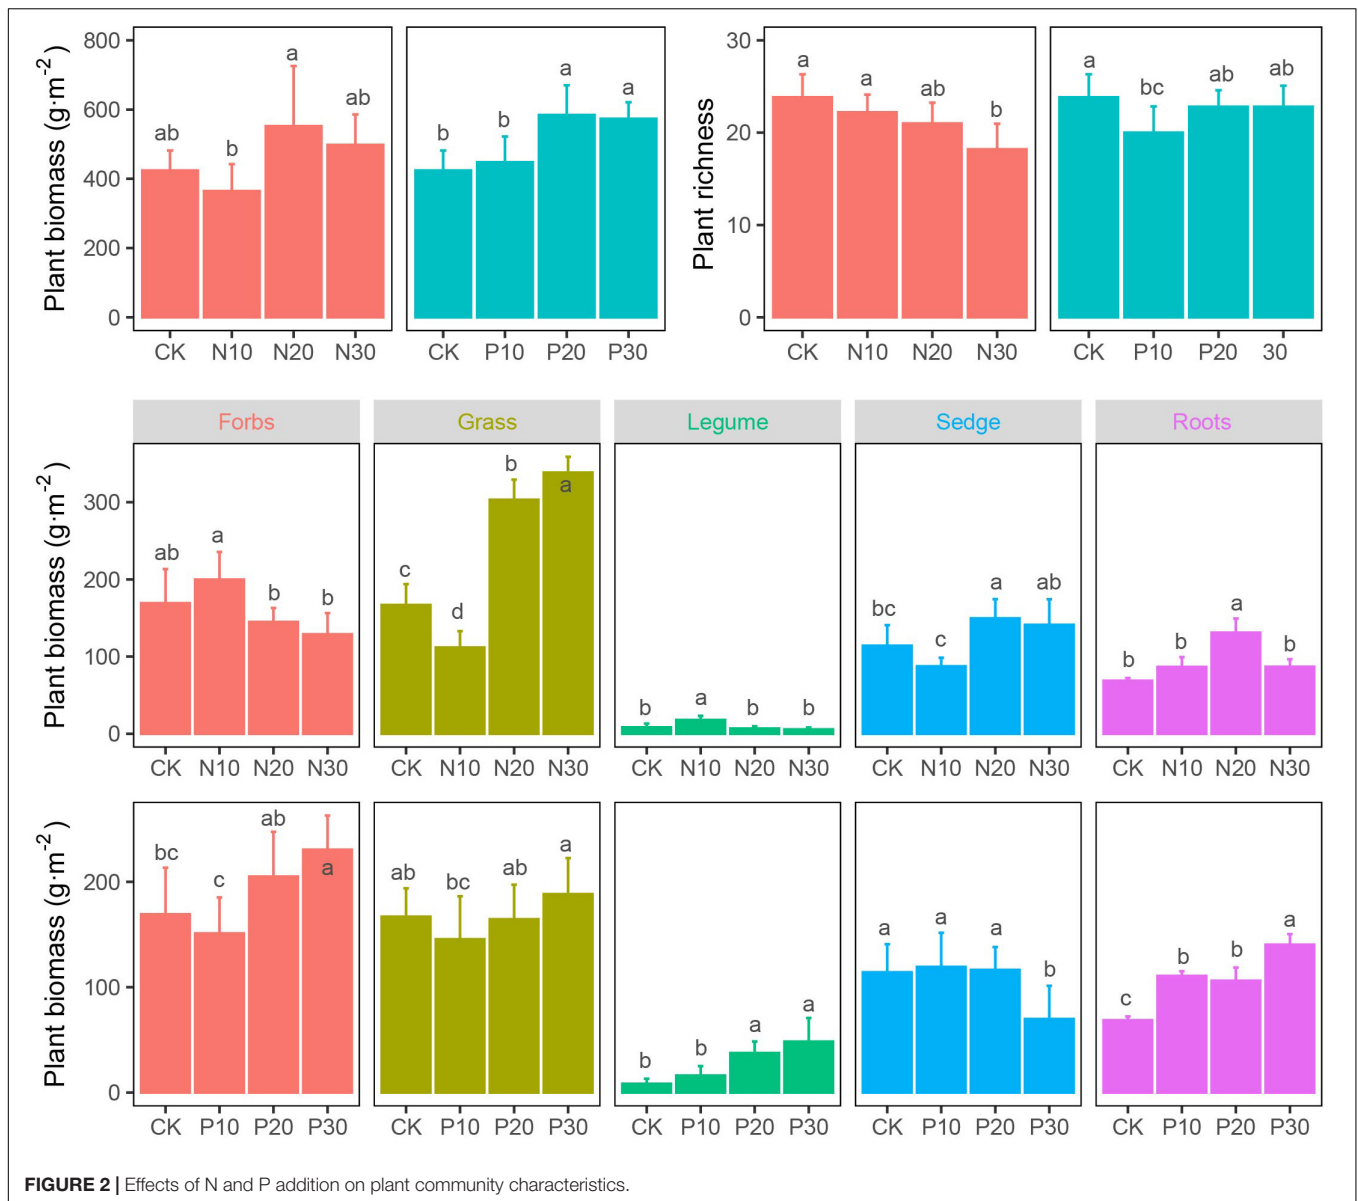 Plant biomass (g·m-2)
800
600
400
200
0
ab
b
a
ab
CK N10 N20 N30
b
b
a
a
CK P10 P20 P30
Plant richness
30
20
10
0
a
a
ab
b
CK N10 N20 N30
a
bc
ab
ab
CK P10 P20 30
Forbs
Grass
Legume
Sedge
Roots
Plant biomass (g·m-2)
300
200
100
0
ab
a
b
b
CK N10 N20 N30
c
d
b
a
CK N10 N20 N30
b
a
b
b
CK N10 N20 N30
bc
c
a
ab
CK N10 N20 N30
b
b
a
b
CK N10 N20 N30
Plant biomass (g·m-2)
200
100
0
bc
c
ab
a
CK P10 P20 P30
ab
bc
ab
a
CK P10 P20 P30
b
b
a
a
CK P10 P20 P30
a
a
a
b
CK P10 P20 P30
c
b
b
a
CK P10 P20 P30
FIGURE 2 | Effects of N and P addition on plant community characteristics.